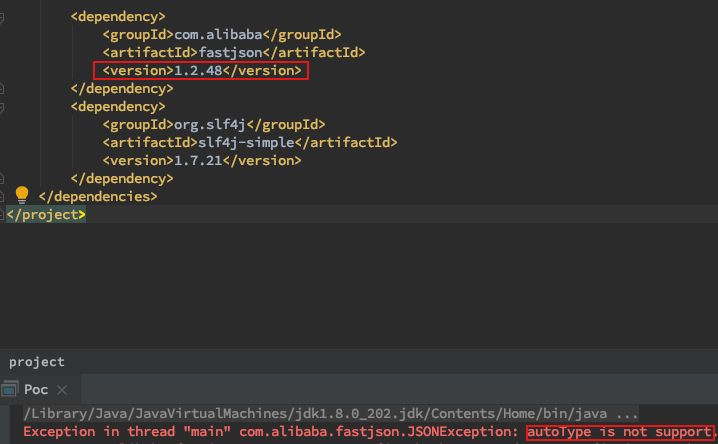 <dependency>
<groupId>com.alibaba</groupId>
<artifactId>fastjson</artifactId>
<version>1.2.48</version>
</dependency>
<dependency>
<groupId>org.slf4j</groupId>
<artifactId>slf4j-simple</artifactId>
<version>1.7.21</version>
</dependency>
</dependencies>
</project>
project
Poc
/Library/Java/JavaVirtualMachines/jdk1.8.0_202.jdk/Contents/Home/bin/java ...
Exception in thread "main" com.alibaba.fastjson.JSONException: autoType is not support